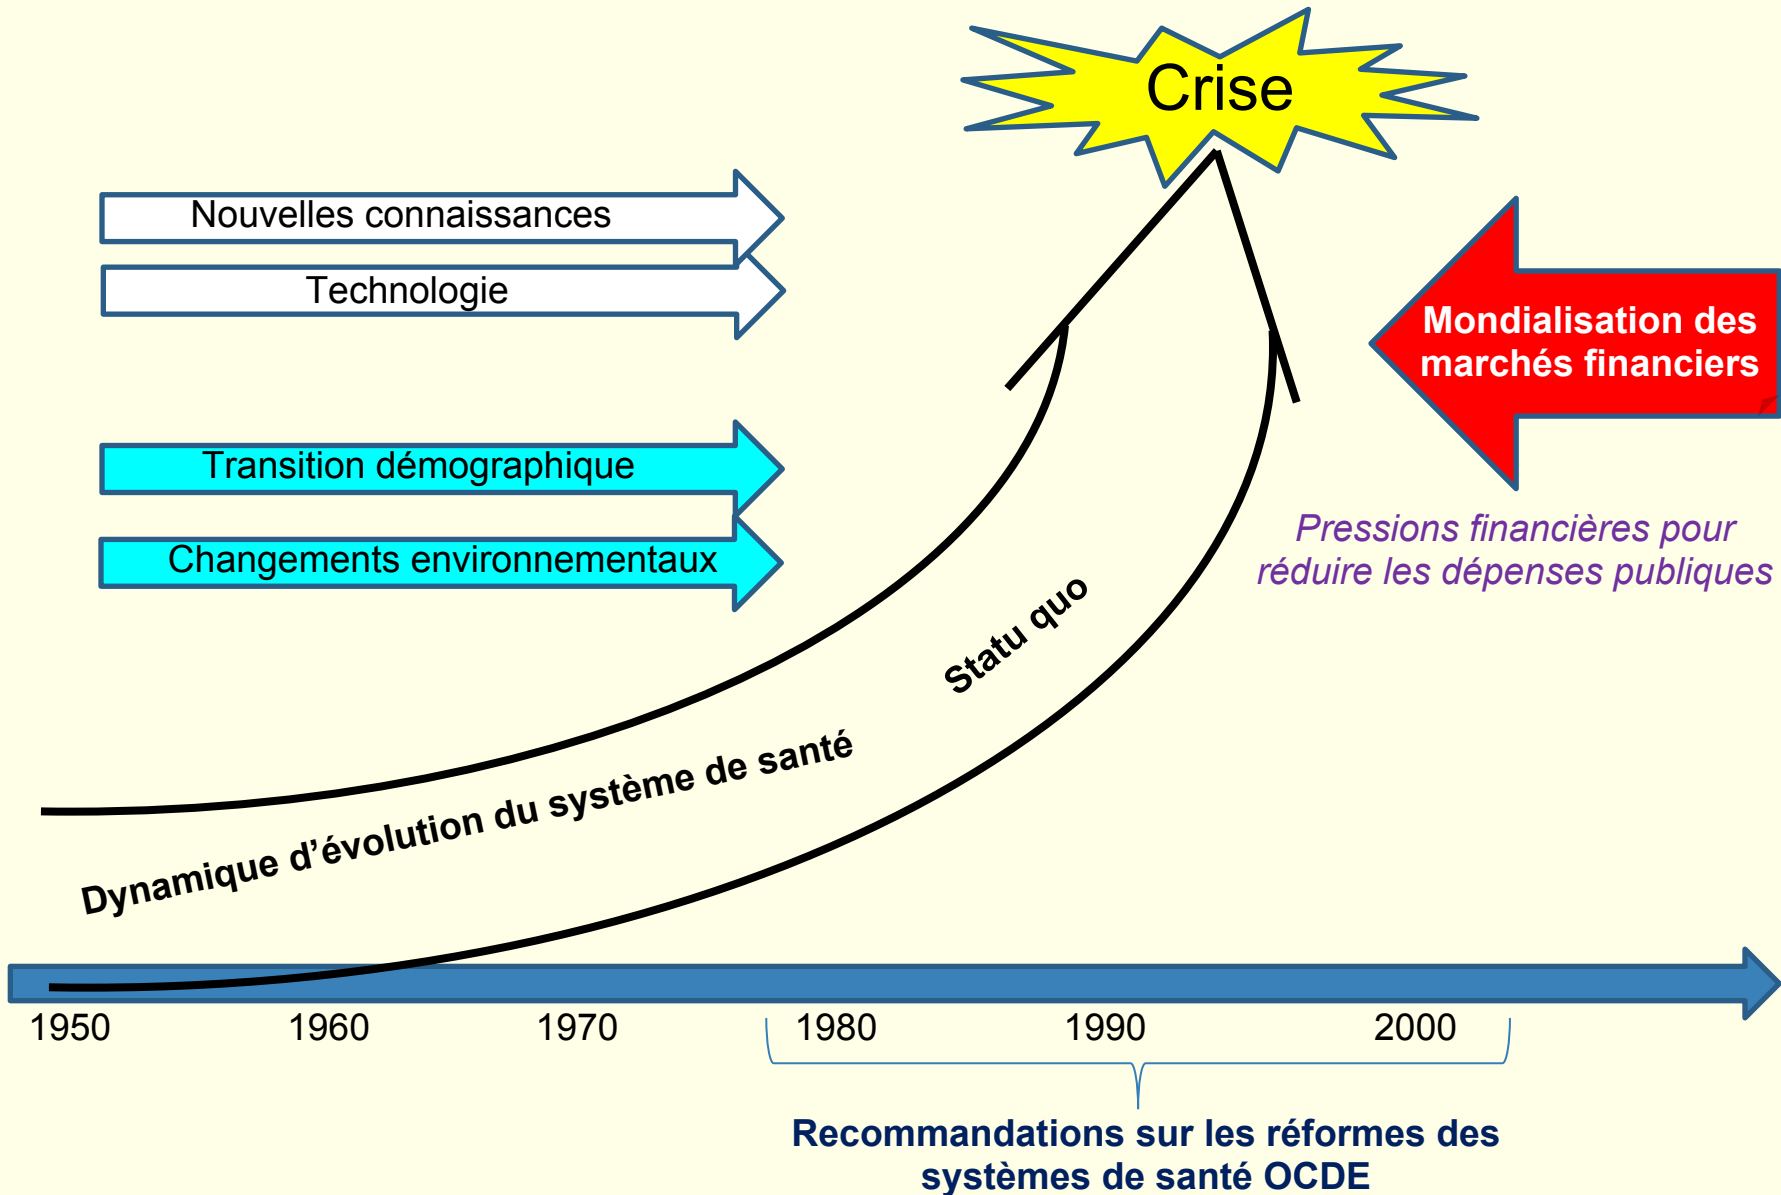 Crise
Nouvelles connaissances
Technologie
Mondialisation des
marchés financiers
Transition démographique
Changements environnementaux
Pressions financières pour
réduire les dépenses publiques
Statu quo
Dynamique d’évolution du système de santé
1950 1960 1970 1980 1990 2000
Recommandations sur les réformes des
systèmes de santé OCDE